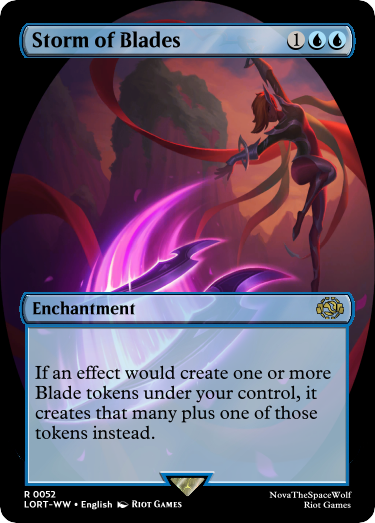 Storm of Blades 1
Enchantment
If an effect would create one or more
Blade tokens under your control, it
creates that many plus one of those
tokens instead.
R 0052
LORT-WW • English RIOT GAMES
NovaTheSpaceWolf
Riot Games